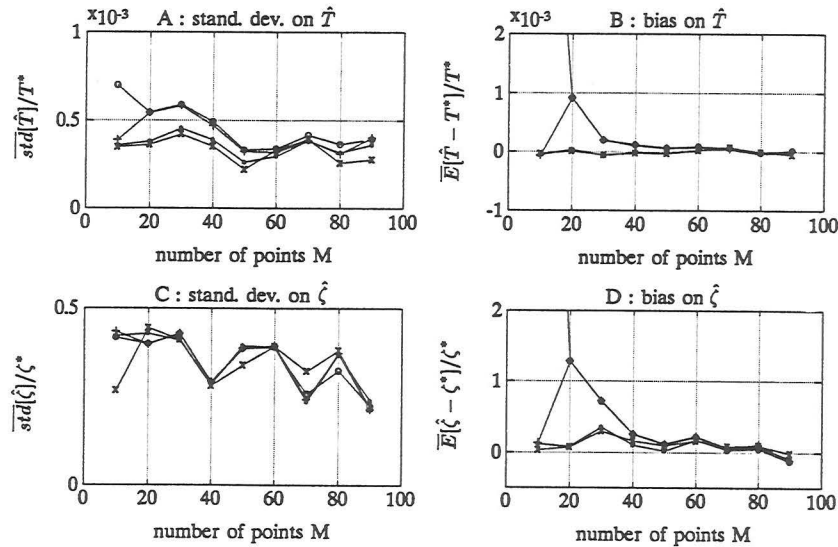 x10⁻³ A : stand. dev. on T̂
1
0.5
0
0 20 40 60 80 100
number of points M
std[T̂]/T*
x10⁻³ B : bias on T̂
2
1
0
-1
0 20 40 60 80 100
number of points M
E[T̂ − T*]/T*
C : stand. dev. on ζ̂
0.5
0
0 20 40 60 80 100
number of points M
std[ζ̂]/ζ*
D : bias on ζ̂
2
1
0
0 20 40 60 80 100
number of points M
E[ζ̂ − ζ*]/ζ*